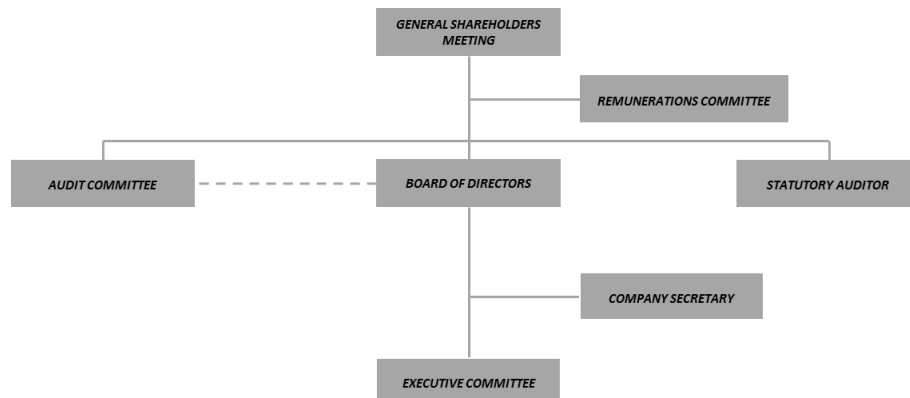 GENERAL SHAREHOLDERS
MEETING
REMUNERATIONS COMMITTEE
AUDIT COMMITTEE
BOARD OF DIRECTORS
STATUTORY AUDITOR
COMPANY SECRETARY
EXECUTIVE COMMITTEE